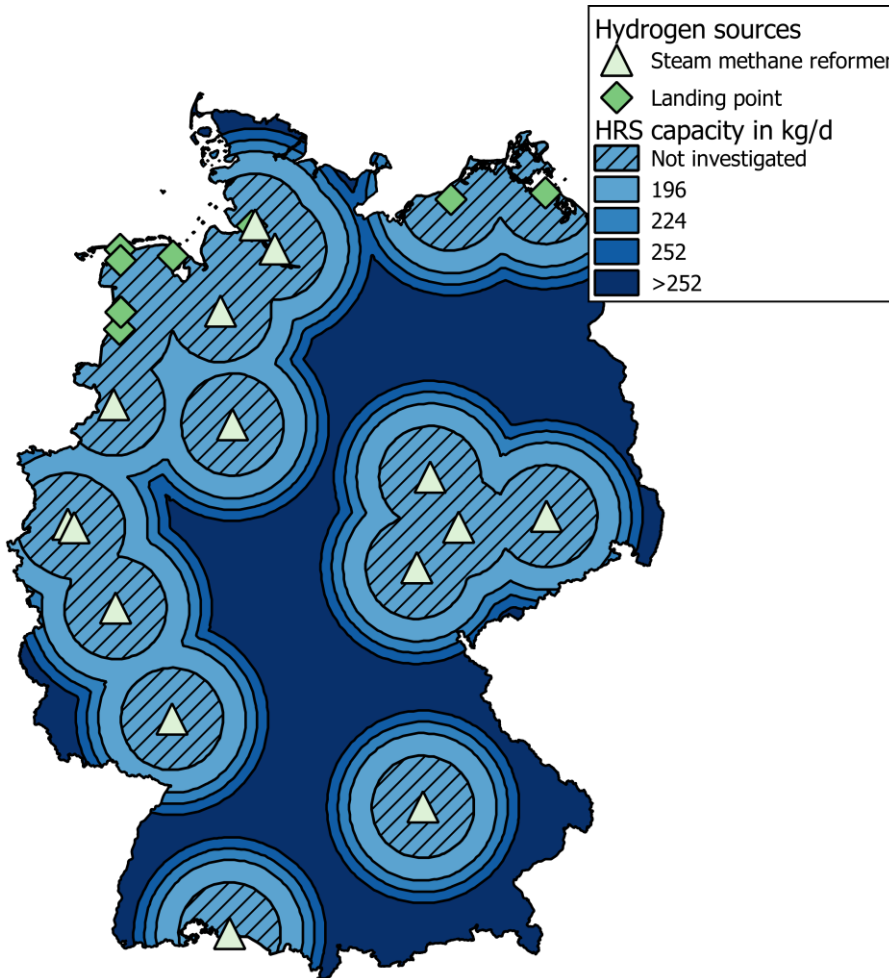 Hydrogen sources
Steam methane reformer
Landing point
HRS capacity in kg/d
Not investigated
196
224
252
>252